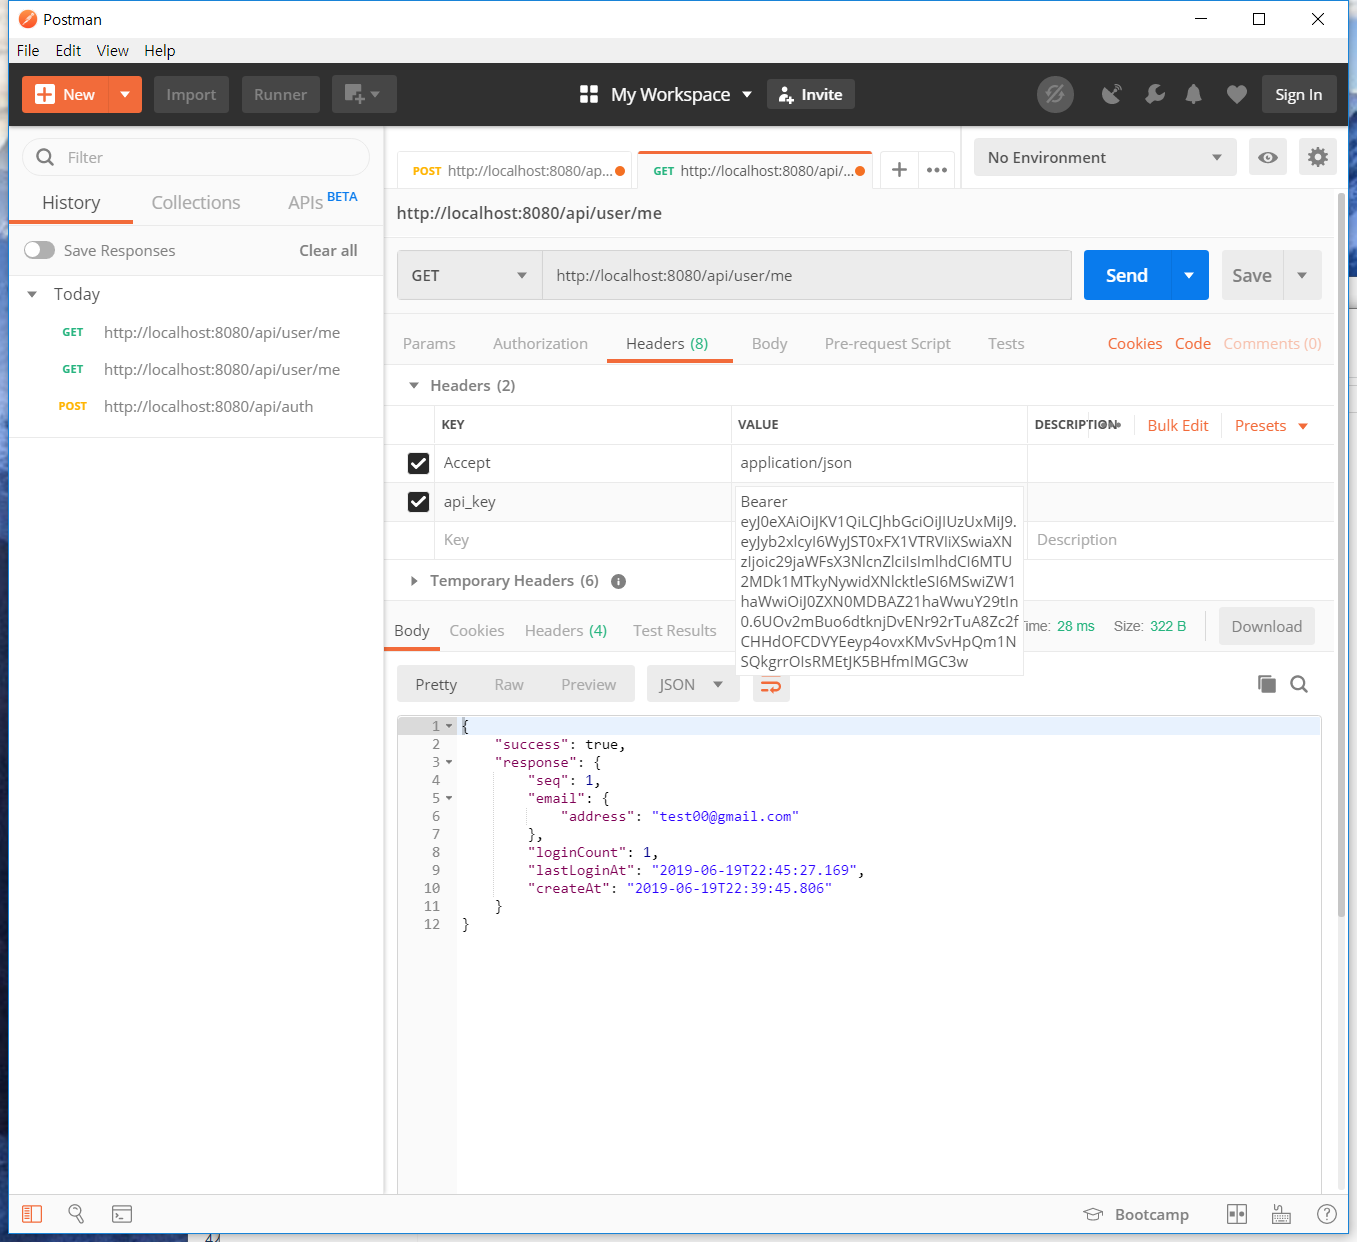 Postman
File Edit View Help
New Import Runner My Workspace Invite Sign In
Filter
History Collections APIs BETA
Save Responses Clear all
Today
GET http://localhost:8080/api/user/me
GET http://localhost:8080/api/user/me
POST http://localhost:8080/api/auth
POST http://localhost:8080/ap... GET http://localhost:8080/api/... No Environment
http://localhost:8080/api/user/me
GET http://localhost:8080/api/user/me Send Save
Params Authorization Headers (8) Body Pre-request Script Tests Cookies Code Comments (0)
Headers (2)
KEY VALUE DESCRIPTION Bulk Edit Presets
Accept application/json
api_key
Bearer
eyJ0eXAiOiJKV1QiLCJhbGciOiJIUzUxMiJ9.
eyJyb2xlcyI6WyJST0xFX1VTRVIiXSwiaXN
zIjoic29jaWFsX3NlcnZlciIsImlhdCI6MTU
2MDk1MTkyNywidXNlcktleSI6MSwiZW1
haWwiOiJ0ZXN0MDBAZ21haWwuY29tIn
0.6UOv2mBuo6dtknjDvENr92rTuA8Zc2f
CHHdOFCDVYEeyp4ovxKMvSvHpQm1N
SQkgrrOIsRMEtJK5BHfmIMGC3w
Key Description
Temporary Headers (6)
Body Cookies Headers (4) Test Results ime: 28 ms Size: 322 B Download
Pretty Raw Preview JSON
1 {
2 "success": true,
3 "response": {
4 "seq": 1,
5 "email": {
6 "address": "test00@gmail.com"
7 },
8 "loginCount": 1,
9 "lastLoginAt": "2019-06-19T22:45:27.169",
10 "createAt": "2019-06-19T22:39:45.806"
11 }
12 }
Bootcamp